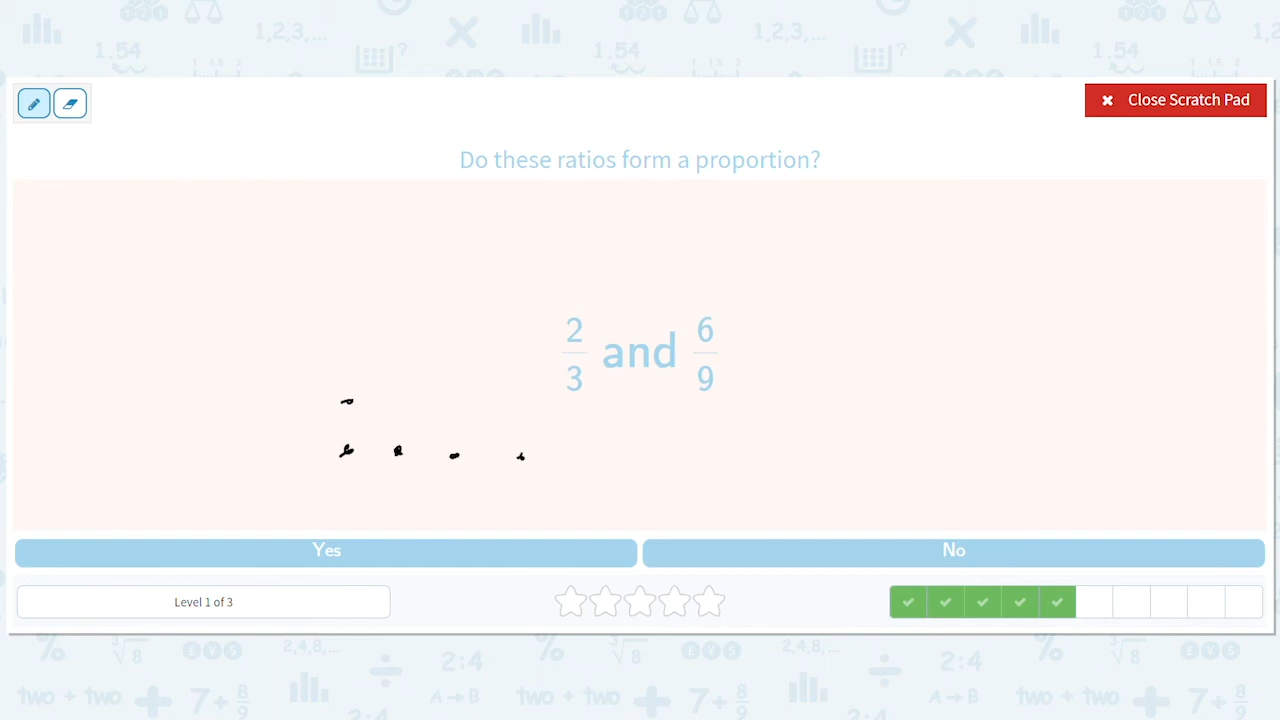 Close Scratch Pad
Do these ratios form a proportion?
2/3 and 6/9
Yes
No
Level 1 of 3